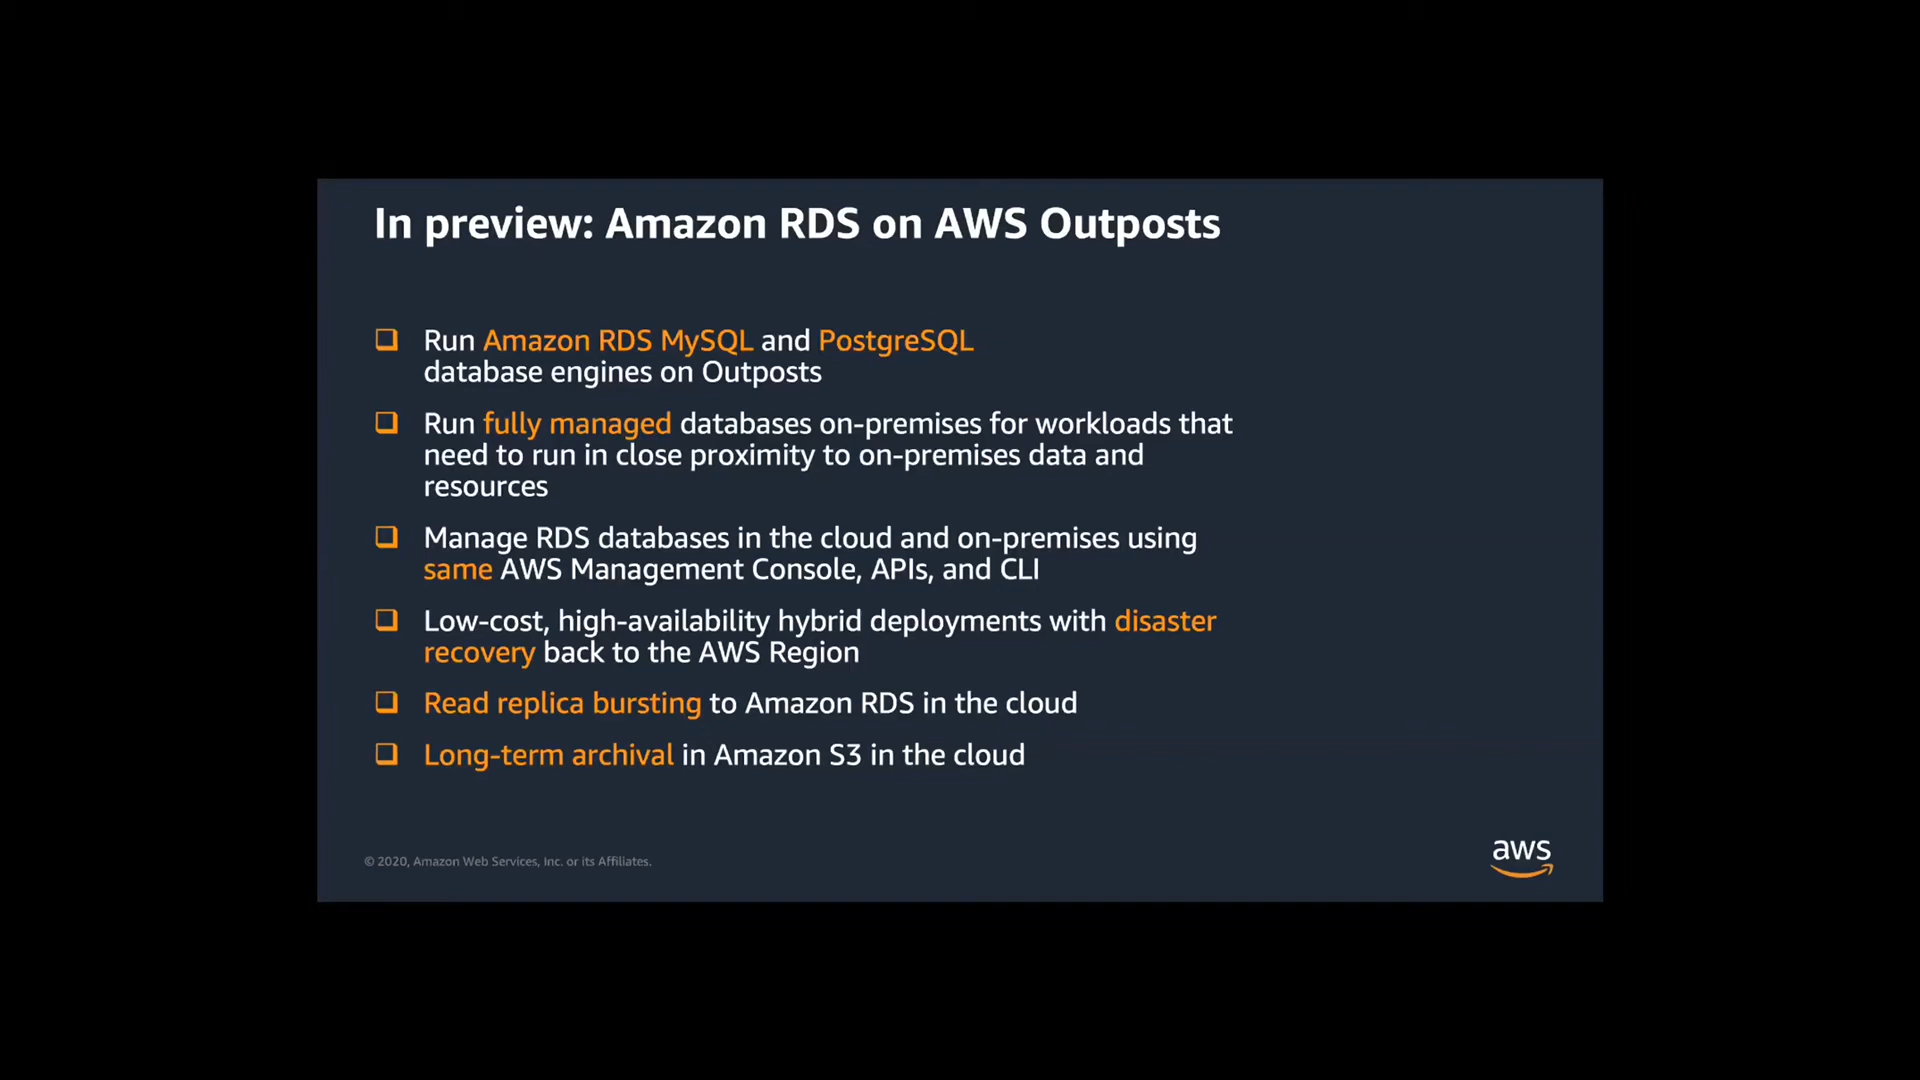 In preview: Amazon RDS on AWS Outposts
Run Amazon RDS MySQL and PostgreSQL
database engines on Outposts
Run fully managed databases on-premises for workloads that
need to run in close proximity to on-premises data and
resources
Manage RDS databases in the cloud and on-premises using
same AWS Management Console, APIs, and CLI
Low-cost, high-availability hybrid deployments with disaster
recovery back to the AWS Region
Read replica bursting to Amazon RDS in the cloud
Long-term archival in Amazon S3 in the cloud
© 2020, Amazon Web Services, Inc. or its Affiliates.
aws